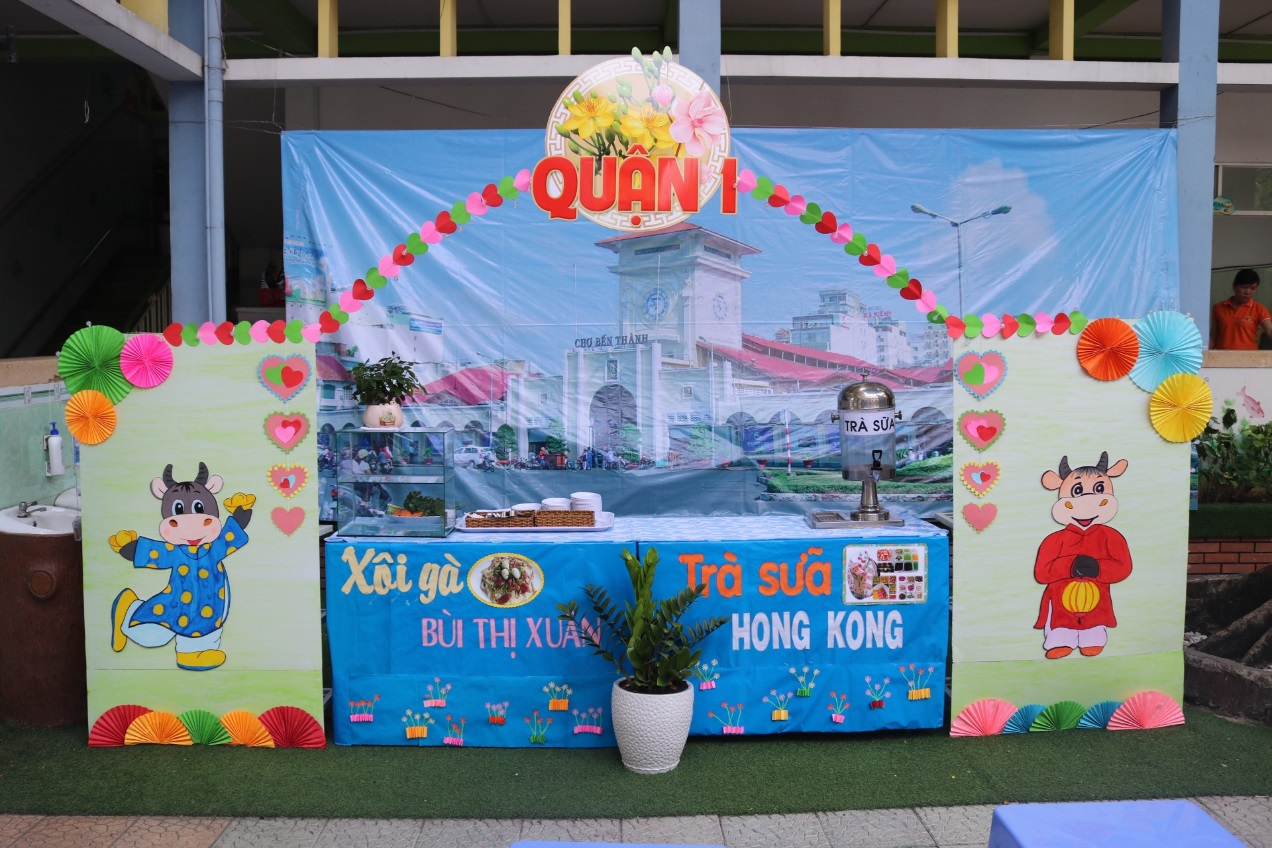 QUẬN 1
CHỢ BẾN THÀNH
TRÀ SỮA
Xôi gà
BÙI THỊ XUÂN
Trà sữa
HONG KONG